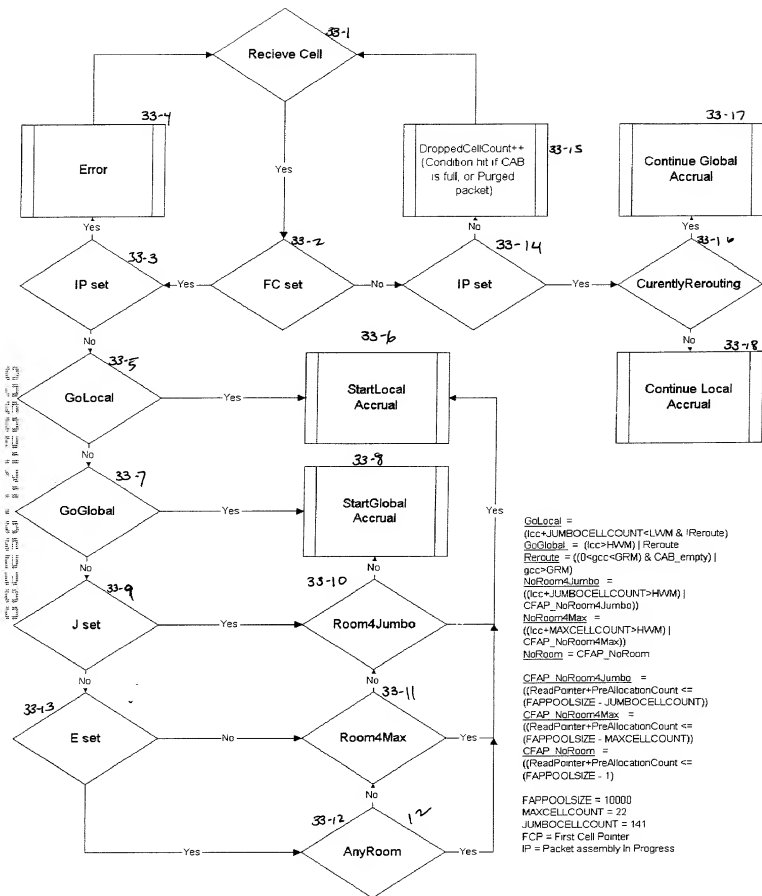 33-1
Recieve Cell
33-4
Error
DroppedCellCount++
(Condition hit if CAB
is full, or Purged
packet)
33-15
33-17
Continue Global
Accrual
Yes
Yes
No
Yes
33-3
IP set
Yes
33-2
FC set
No
33-14
IP set
Yes
33-16
CurentlyRerouting
No
No
33-18
Continue Local
Accrual
33-5
GoLocal
Yes
33-6
StartLocal
Accrual
No
33-7
GoGlobal
Yes
33-8
StartGlobal
Accrual
Yes
No
No
33-9
J set
Yes
33-10
Room4Jumbo
No
No
33-13
E set
No
33-11
Room4Max
Yes
No
33-12
12
Yes
AnyRoom
Yes
GoLocal =
(lcc+JUMBOCELLCOUNT<LWM & !Reroute)
GoGlobal = (lcc>HWM) | Reroute
Reroute = ((0<gcc<GRM) & CAB_empty) |
gcc>GRM)
NoRoom4Jumbo =
((lcc+JUMBOCELLCOUNT>HWM) |
CFAP_NoRoom4Jumbo))
NoRoom4Max =
((lcc+MAXCELLCOUNT>HWM) |
CFAP_NoRoom4Max))
NoRoom = CFAP_NoRoom
CFAP_NoRoom4Jumbo =
((ReadPointer+PreAllocationCount <=
(FAPPOOLSIZE - JUMBOCELLCOUNT))
CFAP_NoRoom4Max =
((ReadPointer+PreAllocationCount <=
(FAPPOOLSIZE - MAXCELLCOUNT))
CFAP_NoRoom =
((ReadPointer+PreAllocationCount <=
(FAPPOOLSIZE - 1)
FAPPOOLSIZE = 10000
MAXCELLCOUNT = 22
JUMBOCELLCOUNT = 141
FCP = First Cell Pointer
IP = Packet assembly In Progress